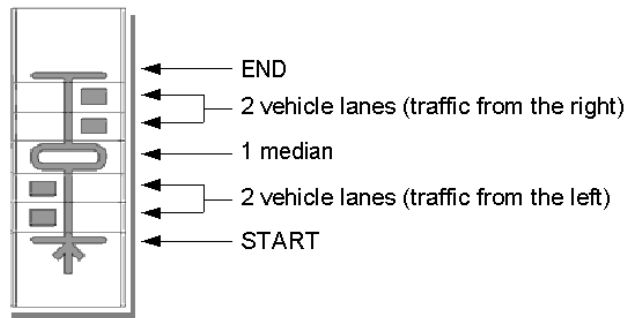 END
2 vehicle lanes (traffic from the right)
1 median
2 vehicle lanes (traffic from the left)
START